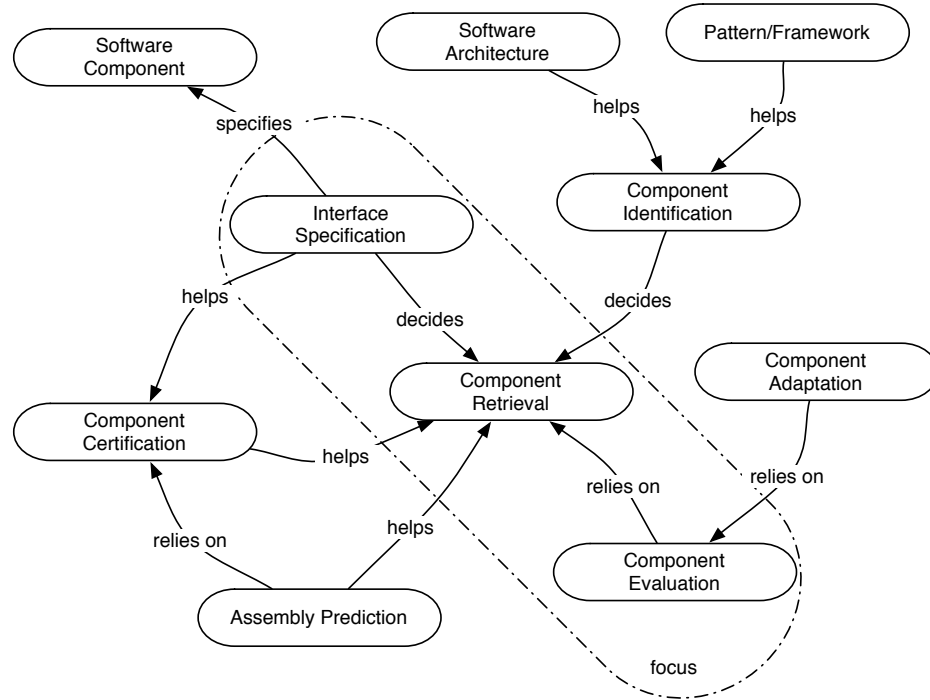 Software
Component
Software
Architecture
Pattern/Framework
helps
helps
specifies
Interface
Specification
Component
Identification
helps
decides
decides
Component
Retrieval
Component
Adaptation
Component
Certification
helps
relies on
relies on
helps
relies on
Component
Evaluation
Assembly Prediction
focus